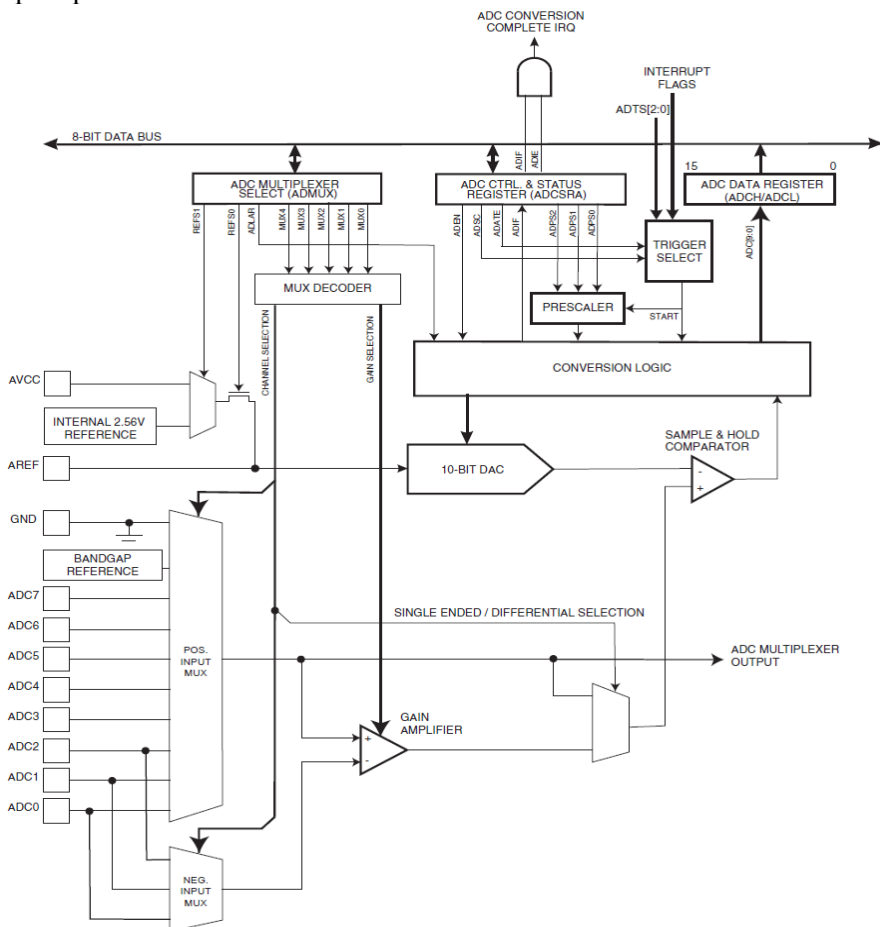 ADC CONVERSION
COMPLETE IRQ
INTERRUPT
FLAGS
ADTS[2:0]
8-BIT DATA BUS
ADIF
ADIE
15
0
ADC MULTIPLEXER
SELECT (ADMUX)
ADC CTRL. & STATUS
REGISTER (ADCSRA)
ADC DATA REGISTER
(ADCH/ADCL)
REFS1
REFS0
ADLAR
MUX4
MUX3
MUX2
MUX1
MUX0
ADEN
ADSC
ADATE
ADIF
ADPS2
ADPS1
ADPS0
TRIGGER
SELECT
ADC[9:0]
MUX DECODER
PRESCALER
START
CHANNEL SELECTION
GAIN SELECTION
CONVERSION LOGIC
AVCC
INTERNAL 2.56V
REFERENCE
SAMPLE & HOLD
COMPARATOR
AREF
10-BIT DAC
-
+
GND
BANDGAP
REFERENCE
ADC7
SINGLE ENDED / DIFFERENTIAL SELECTION
ADC6
ADC5
POS.
INPUT
MUX
ADC MULTIPLEXER
OUTPUT
ADC4
ADC3
GAIN
AMPLIFIER
+
-
ADC2
ADC1
ADC0
NEG.
INPUT
MUX